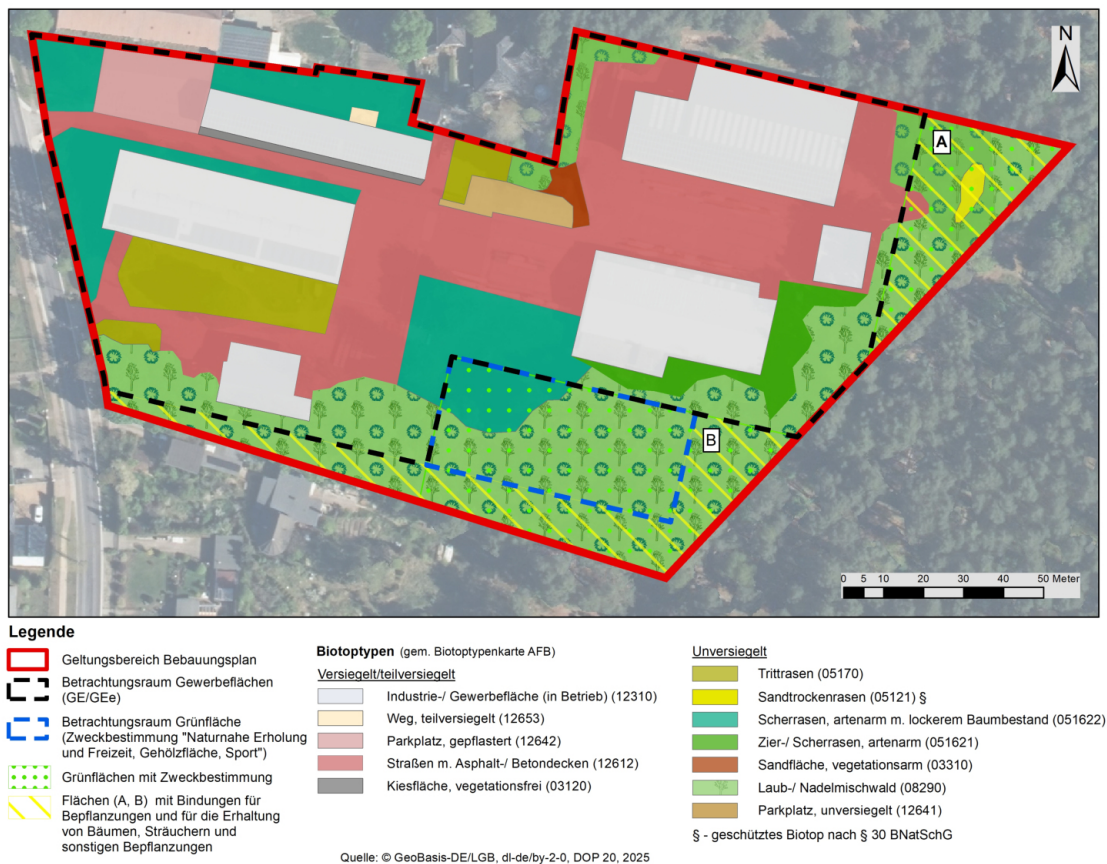 N
A
B
0 5 10 20 30 40 50 Meter
Legende
Geltungsbereich Bebauungsplan
Betrachtungsraum Gewerbeflächen
(GE/GEe)
Betrachtungsraum Grünfläche
(Zweckbestimmung "Naturnahe Erholung
und Freizeit, Gehölzfläche, Sport")
Grünflächen mit Zweckbestimmung
Flächen (A, B) mit Bindungen für
Bepflanzungen und für die Erhaltung
von Bäumen, Sträuchern und
sonstigen Bepflanzungen
Biotoptypen (gem. Biotoptypenkarte AFB)
Versiegelt/teilversiegelt
Industrie-/ Gewerbefläche (in Betrieb) (12310)
Weg, teilversiegelt (12653)
Parkplatz, gepflastert (12642)
Straßen m. Asphalt-/ Betondecken (12612)
Kiesfläche, vegetationsfrei (03120)
Unversiegelt
Trittrasen (05170)
Sandtrockenrasen (05121) §
Scherrasen, artenarm m. lockerem Baumbestand (051622)
Zier-/ Scherrasen, artenarm (051621)
Sandfläche, vegetationsarm (03310)
Laub-/ Nadelmischwald (08290)
Parkplatz, unversiegelt (12641)
§ - geschütztes Biotop nach § 30 BNatSchG
Quelle: © GeoBasis-DE/LGB, dl-de/by-2-0, DOP 20, 2025